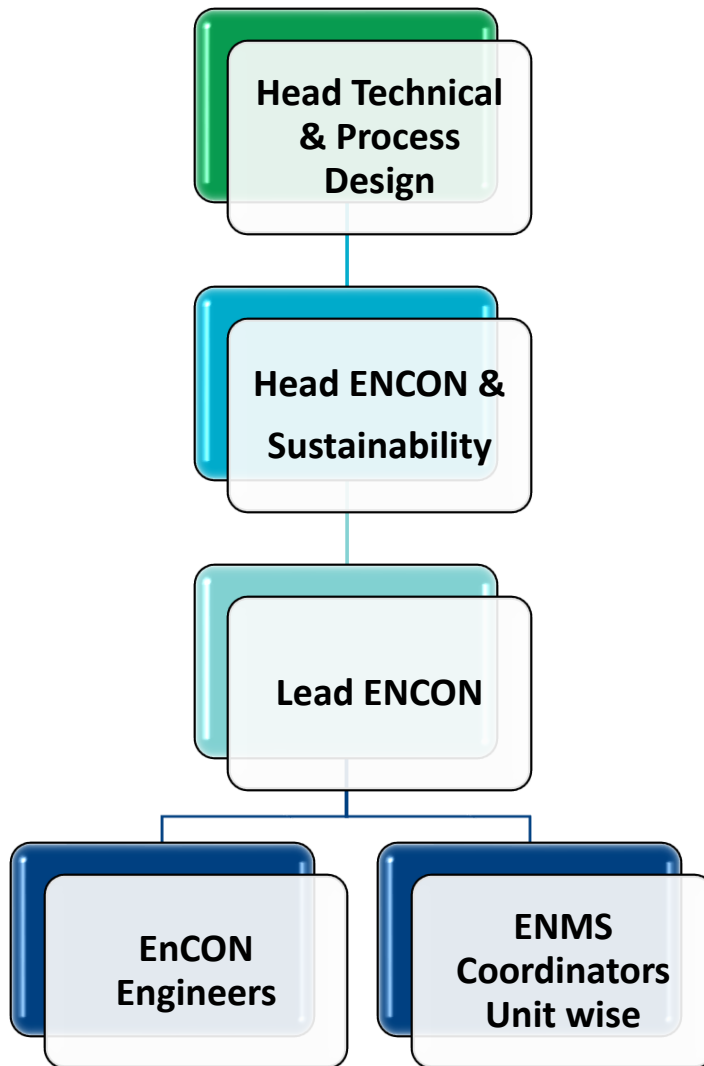 Head Technical
& Process
Design
Head ENCON &
Sustainability
Lead ENCON
EnCON
Engineers
ENMS
Coordinators
Unit wise